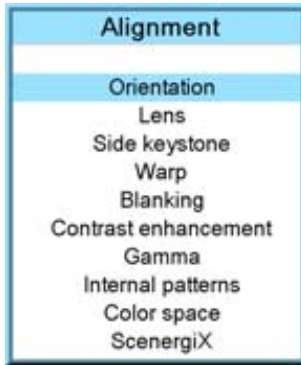 Alignment
Orientation
Lens
Side keystone
Warp
Blanking
Contrast enhancement
Gamma
Internal patterns
Color space
ScenergiX